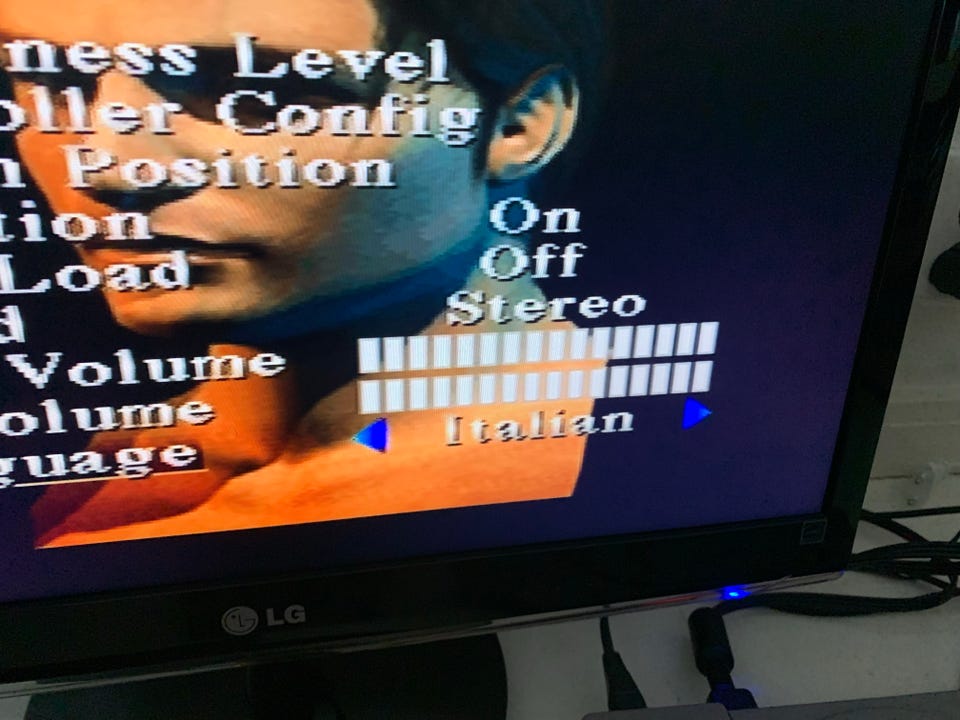 ness Level
oller Config
n Position
tion On
Load Off
d Stereo
Volume
olume
guage Italian
LG